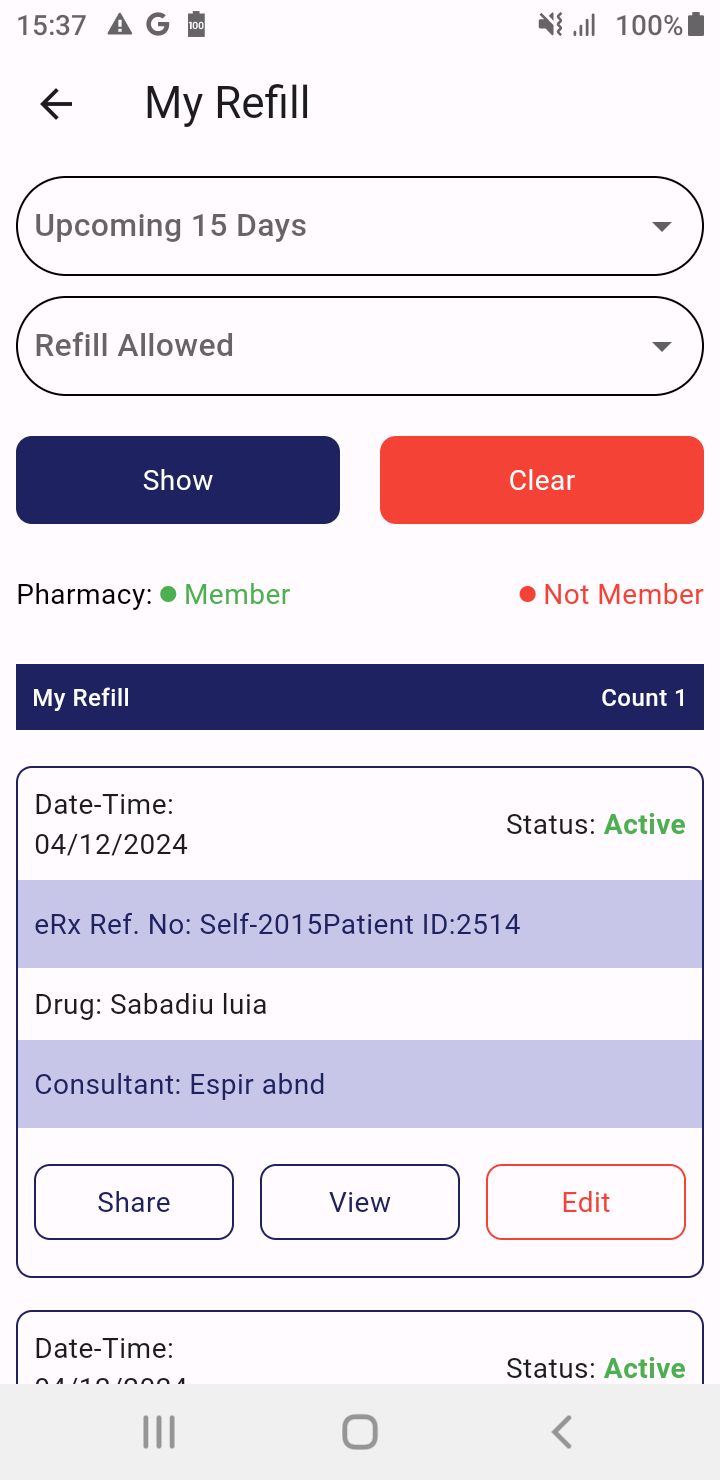 15:37 100%
My Refill
Upcoming 15 Days
Refill Allowed
Show Clear
Pharmacy: Member Not Member
My Refill Count 1
Date-Time:
04/12/2024
Status: Active
eRx Ref. No: Self-2015Patient ID:2514
Drug: Sabadiu luia
Consultant: Espir abnd
Share View Edit
Date-Time:
Status: Active